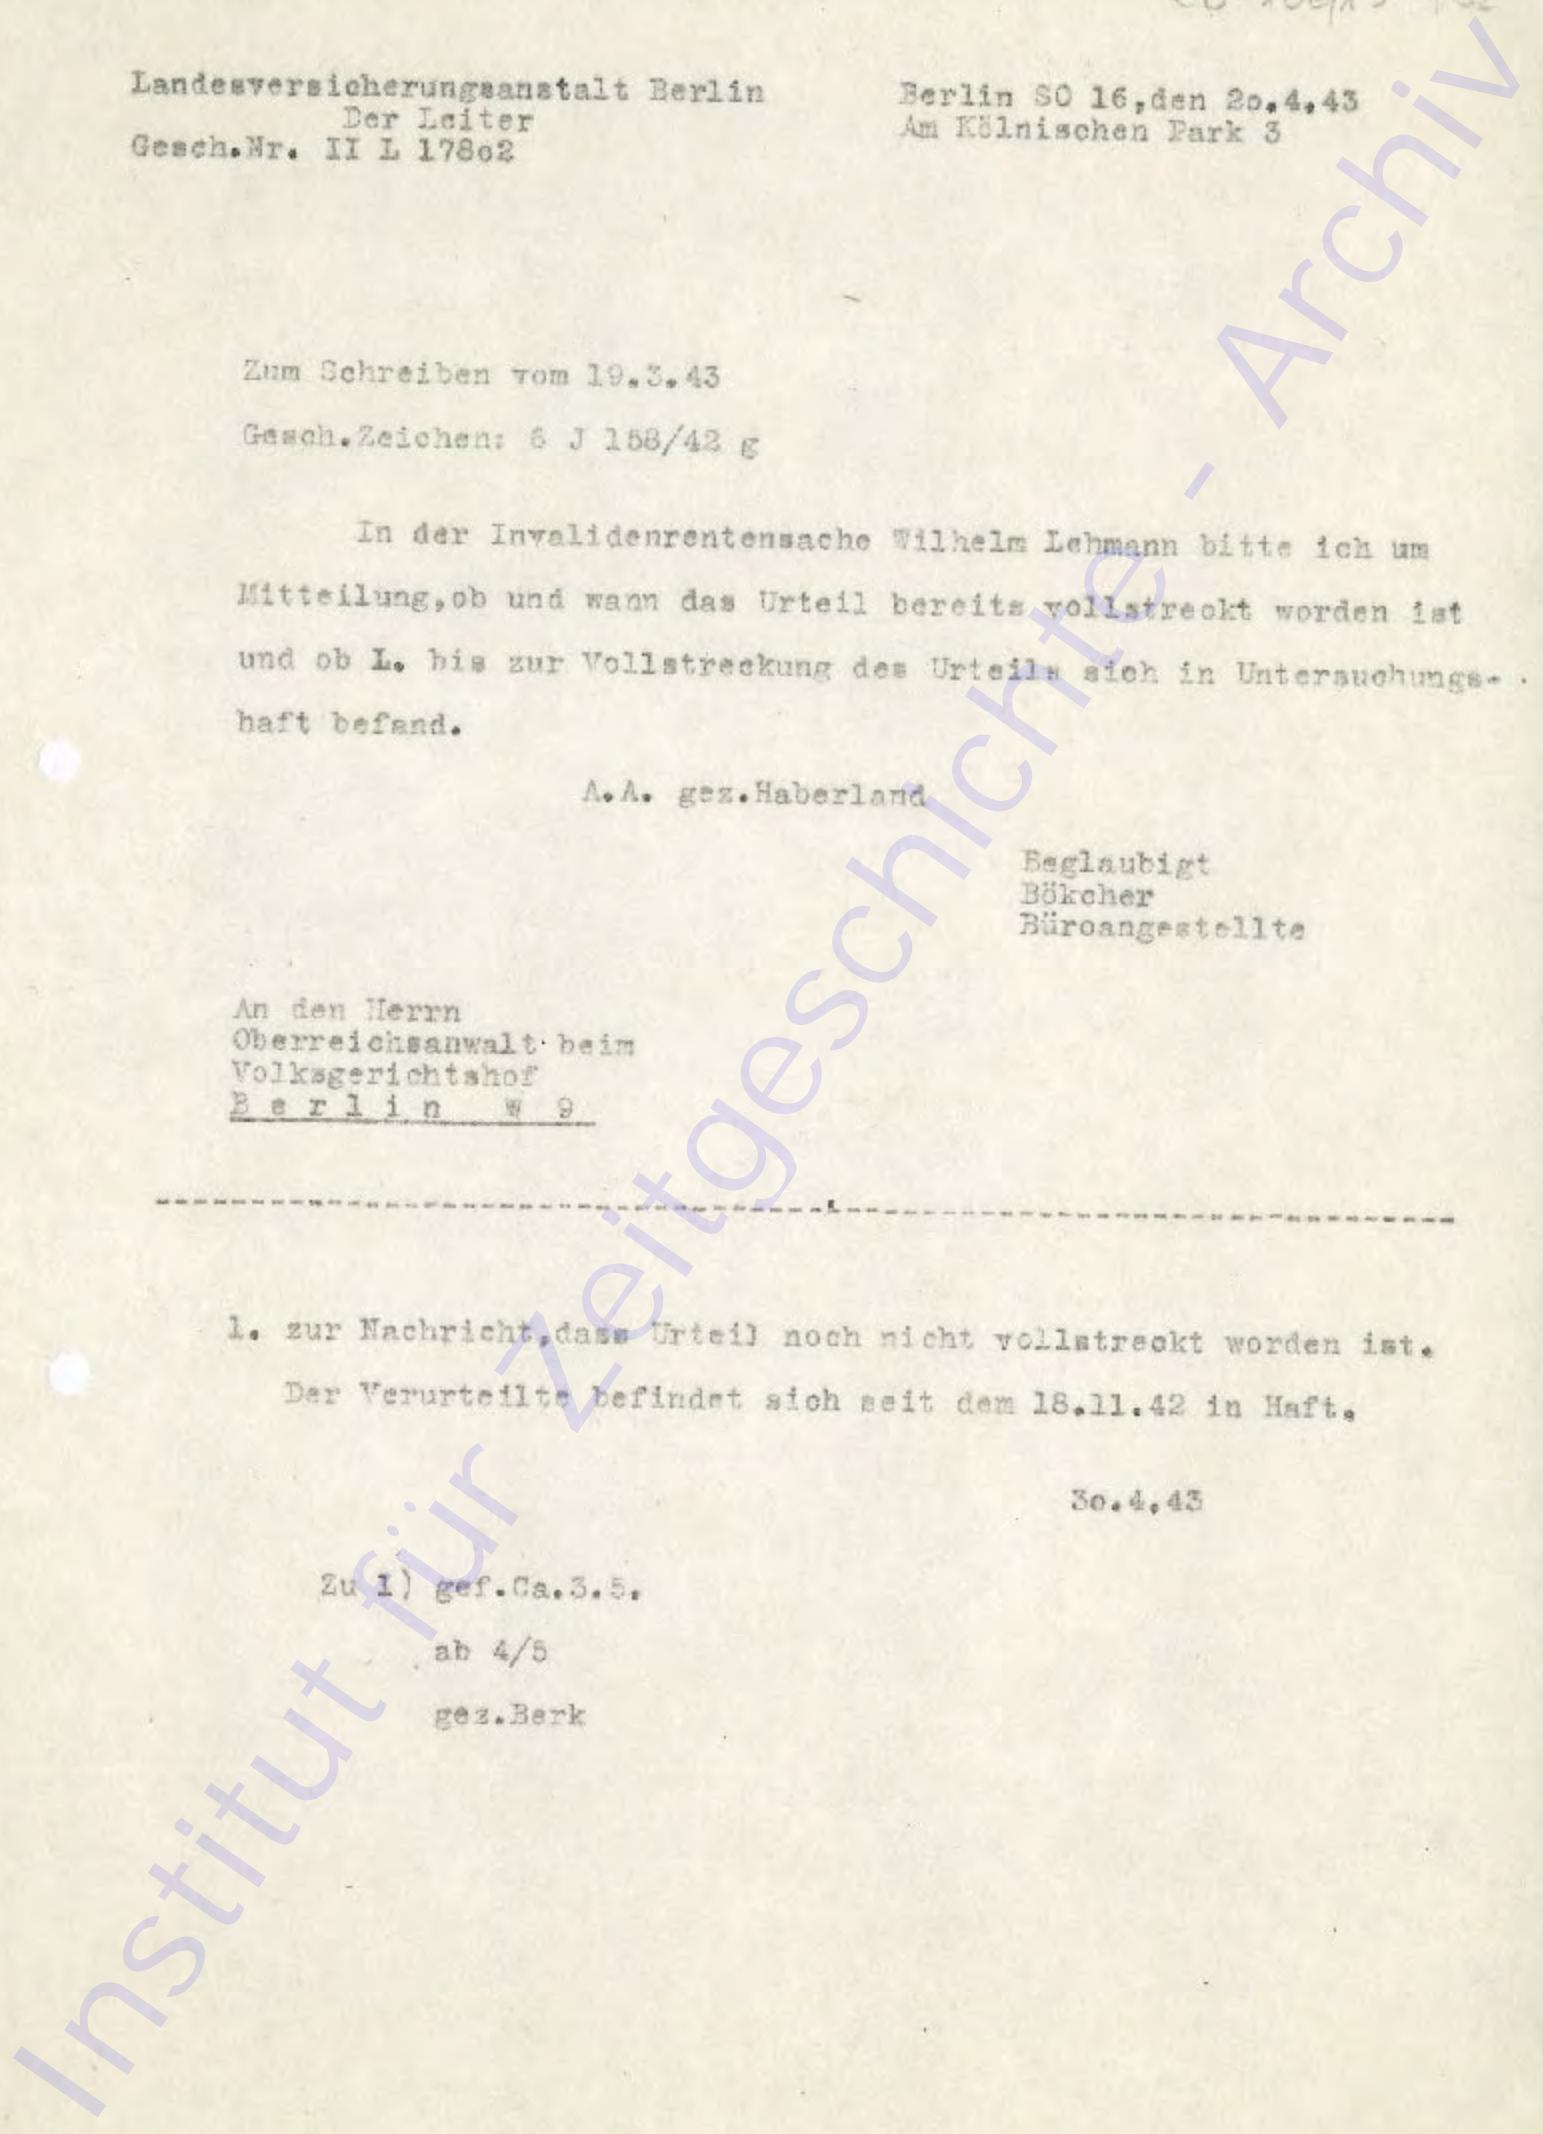 Landesversicherungsanstalt Berlin
Der Leiter
Gesch.Nr. II L 178o2
Berlin SO 16,den 2o.4.43
Am Kölnischen Park 3
Zum Schreiben vom 19.3.43
Gesch.Zeichen: 6 J 158/42 g
In der Invalidenrentensache Wilhelm Lehmann bitte ich um
Mitteilung,ob und wann das Urteil bereits vollstreckt worden ist
und ob L. bis zur Vollstreckung des Urteils sich in Untersuchungs-
haft befand.
A.A. gez.Haberland
Beglaubigt
Bökcher
Büroangestellte
An den Herrn
Oberreichsanwalt beim
Volksgerichtshof
Berlin W 9
1. zur Nachricht,dass Urteil noch nicht vollstreckt worden ist.
Der Verurteilte befindet sich seit dem 18.11.42 in Haft.
3o.4.43
Zu 1) gef.Ca.3.5.
ab 4/5
gez.Berk
Institut für Zeitgeschichte - Archiv